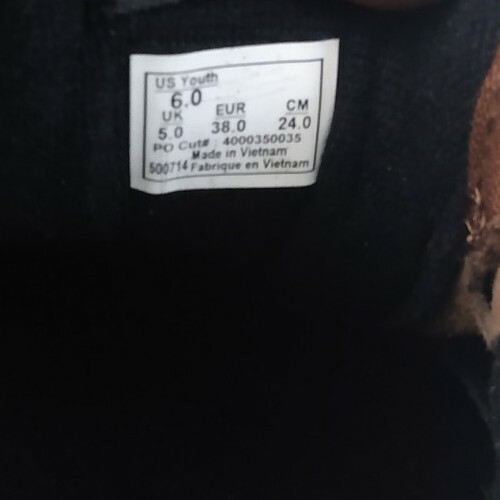 US Youth
6.0
UK EUR CM
5.0 38.0 24.0
PO Cut# : 4000350035
Made in Vietnam
500714 Fabrique en Vietnam